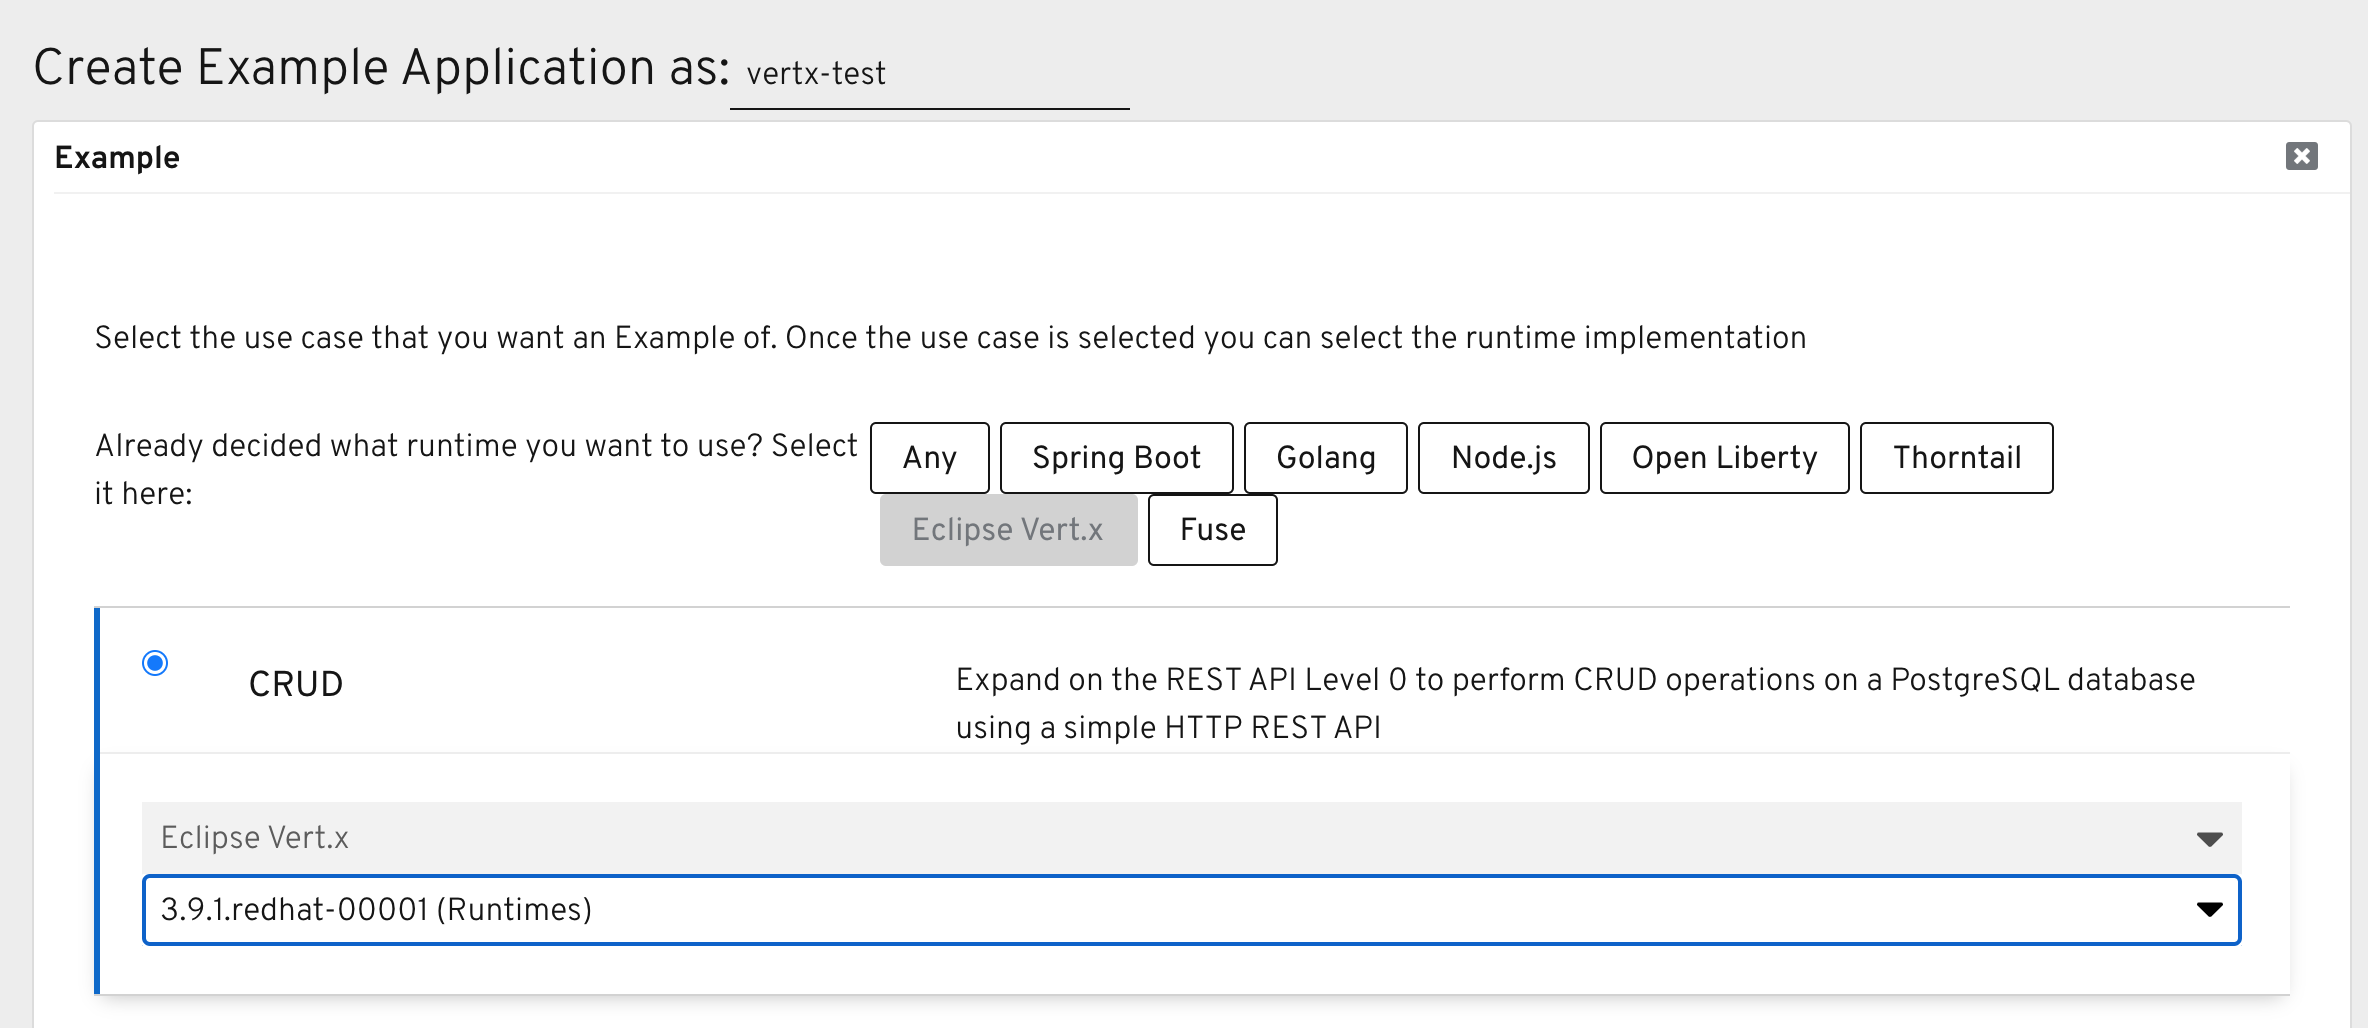 Create Example Application as: vertx-test
Example
Select the use case that you want an Example of. Once the use case is selected you can select the runtime implementation
Already decided what runtime you want to use? Select
it here:
Any Spring Boot Golang Node.js Open Liberty Thorntail
Eclipse Vert.x Fuse
CRUD
Expand on the REST API Level 0 to perform CRUD operations on a PostgreSQL database
using a simple HTTP REST API
Eclipse Vert.x
3.9.1.redhat-00001 (Runtimes)